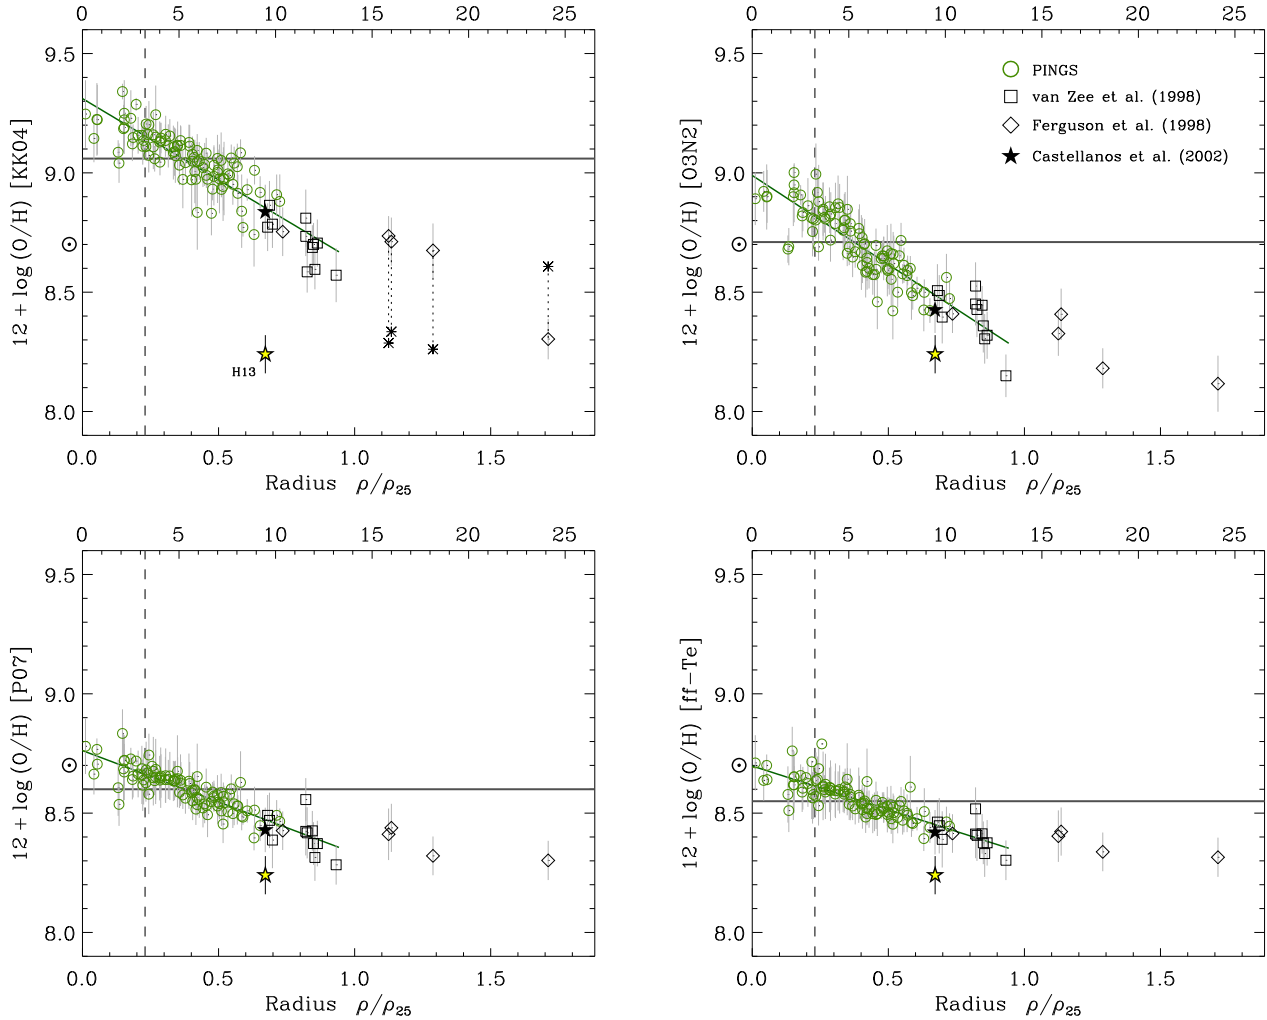 0 5 10 15 20 25
9.5
9.0
8.5
8.0
12 + log (O/H) [KK04]
H13
0.0 0.5 1.0 1.5
Radius ρ/ρ25
0 5 10 15 20 25
9.5
9.0
8.5
8.0
12 + log (O/H) [O3N2]
PINGS
van Zee et al. (1998)
Ferguson et al. (1998)
Castellanos et al. (2002)
0.0 0.5 1.0 1.5
Radius ρ/ρ25
0 5 10 15 20 25
9.5
9.0
8.5
8.0
12 + log (O/H) [P07]
0.0 0.5 1.0 1.5
Radius ρ/ρ25
0 5 10 15 20 25
9.5
9.0
8.5
8.0
12 + log (O/H) [ff-Te]
0.0 0.5 1.0 1.5
Radius ρ/ρ25